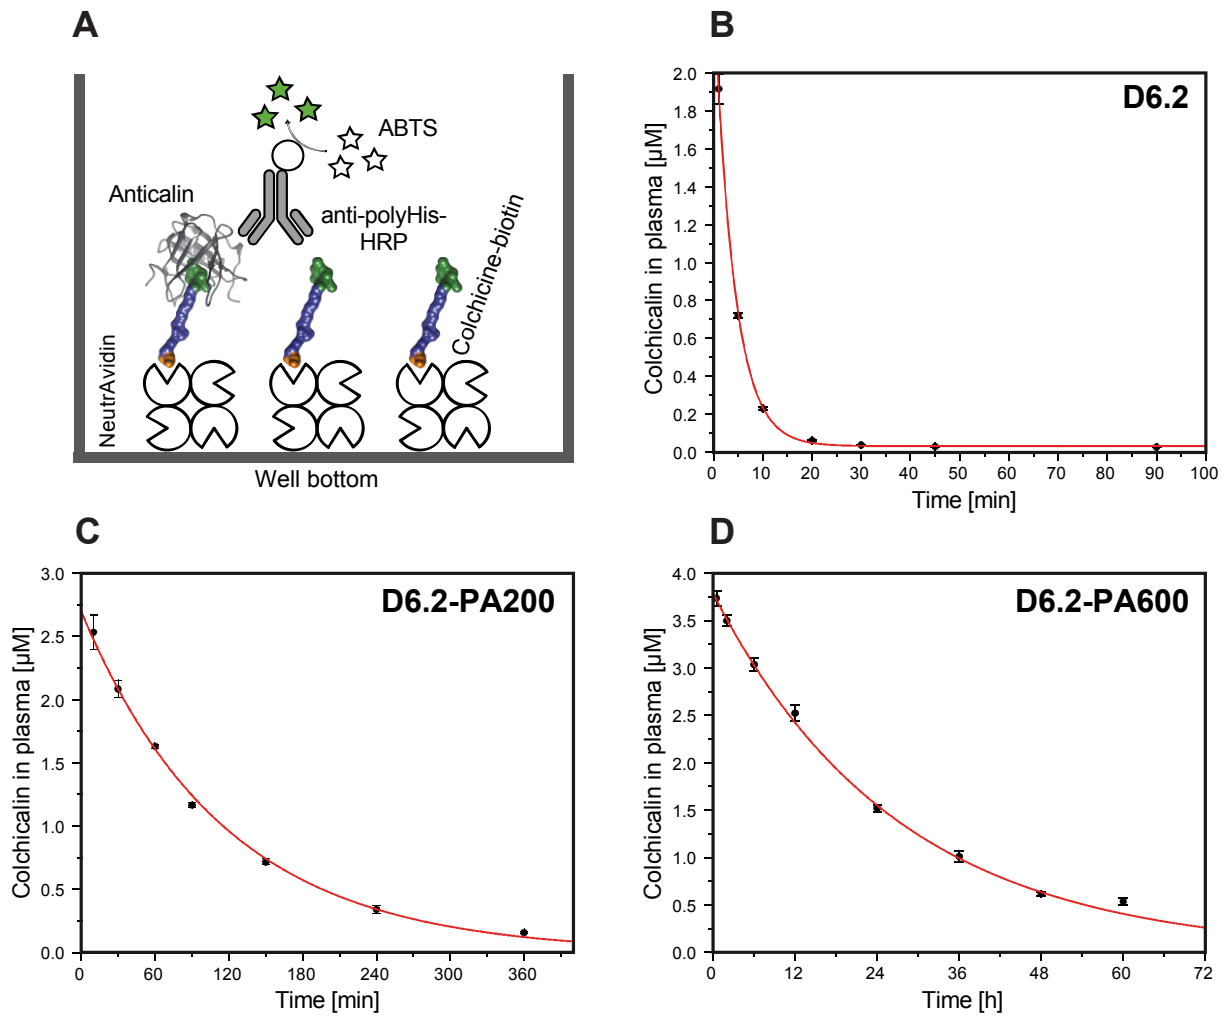 A
ABTS
Anticalin
anti-polyHis-
HRP
Colchicine-biotin
NeutrAvidin
Well bottom
B
D6.2
Colchicalin in plasma [µM]
2.0
1.8
1.6
1.4
1.2
1.0
0.8
0.6
0.4
0.2
0.0
0 10 20 30 40 50 60 70 80 90 100
Time [min]
C
D6.2-PA200
Colchicalin in plasma [µM]
3.0
2.5
2.0
1.5
1.0
0.5
0.0
0 60 120 180 240 300 360
Time [min]
D
D6.2-PA600
Colchicalin in plasma [µM]
4.0
3.5
3.0
2.5
2.0
1.5
1.0
0.5
0.0
0 12 24 36 48 60 72
Time [h]